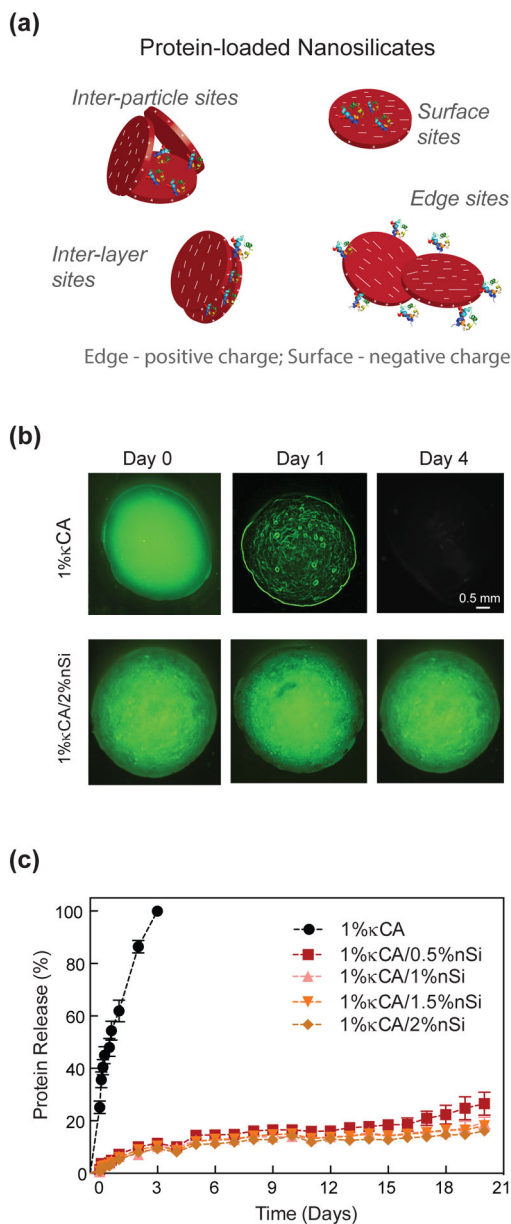 (a)
Protein-loaded Nanosilicates
Inter-particle sites
Surface
sites
Edge sites
Inter-layer
sites
Edge - positive charge; Surface - negative charge
(b)
Day 0
Day 1
Day 4
1%κCA
0.5 mm
1%κCA/2%nSi
(c)
Protein Release (%)
100
80
60
40
20
0
1%κCA
1%κCA/0.5%nSi
1%κCA/1%nSi
1%κCA/1.5%nSi
1%κCA/2%nSi
0 3 6 9 12 15 18 21
Time (Days)